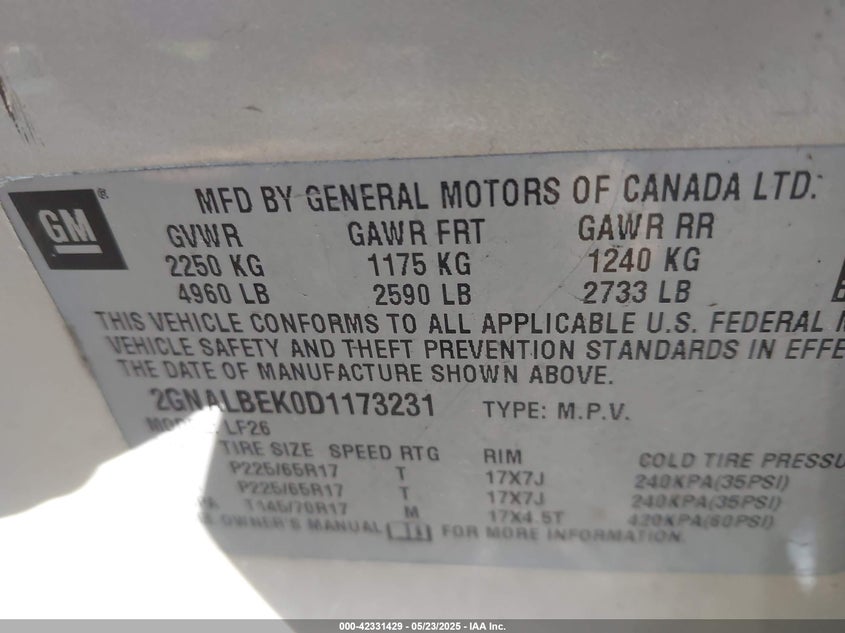 GM ®
MFD BY GENERAL MOTORS OF CANADA LTD.
GVWR GAWR FRT GAWR RR
2250 KG 1175 KG 1240 KG
4960 LB 2590 LB 2733 LB
THIS VEHICLE CONFORMS TO ALL APPLICABLE U.S. FEDERAL
VEHICLE SAFETY AND THEFT PREVENTION STANDARDS IN EFFE
THE DATE OF MANUFACTURE SHOWN ABOVE.
2GNALBEK0D1173231 TYPE: M.P.V.
LF26
TIRE SIZE SPEED RTG RIM COLD TIRE PRESSU
P225/65R17 T 17X7J 240KPA(35PSI)
P225/65R17 T 17X7J 240KPA(35PSI)
T145/70R17 M 17X4.5T 420KPA(60PSI)
OWNER'S MANUAL FOR MORE INFORMATION.
000-42331429 - 05/23/2025 - IAA Inc.